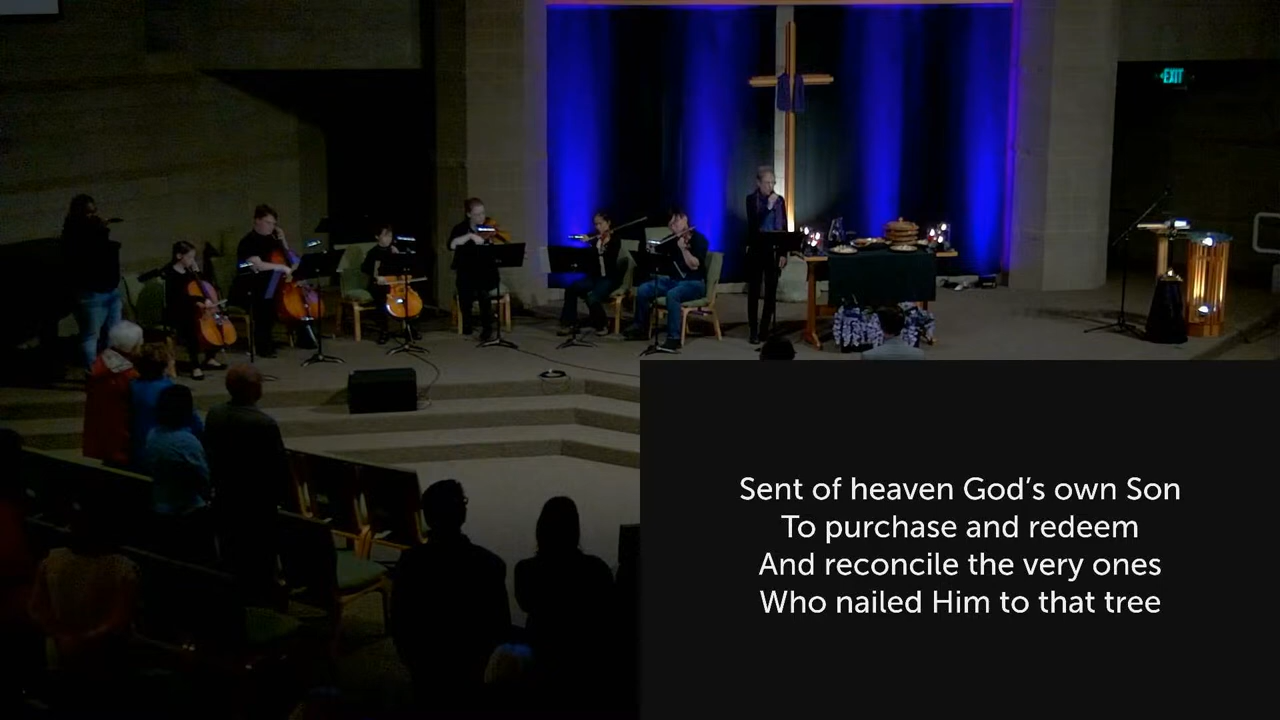 EXIT
Sent of heaven God’s own Son
To purchase and redeem
And reconcile the very ones
Who nailed Him to that tree